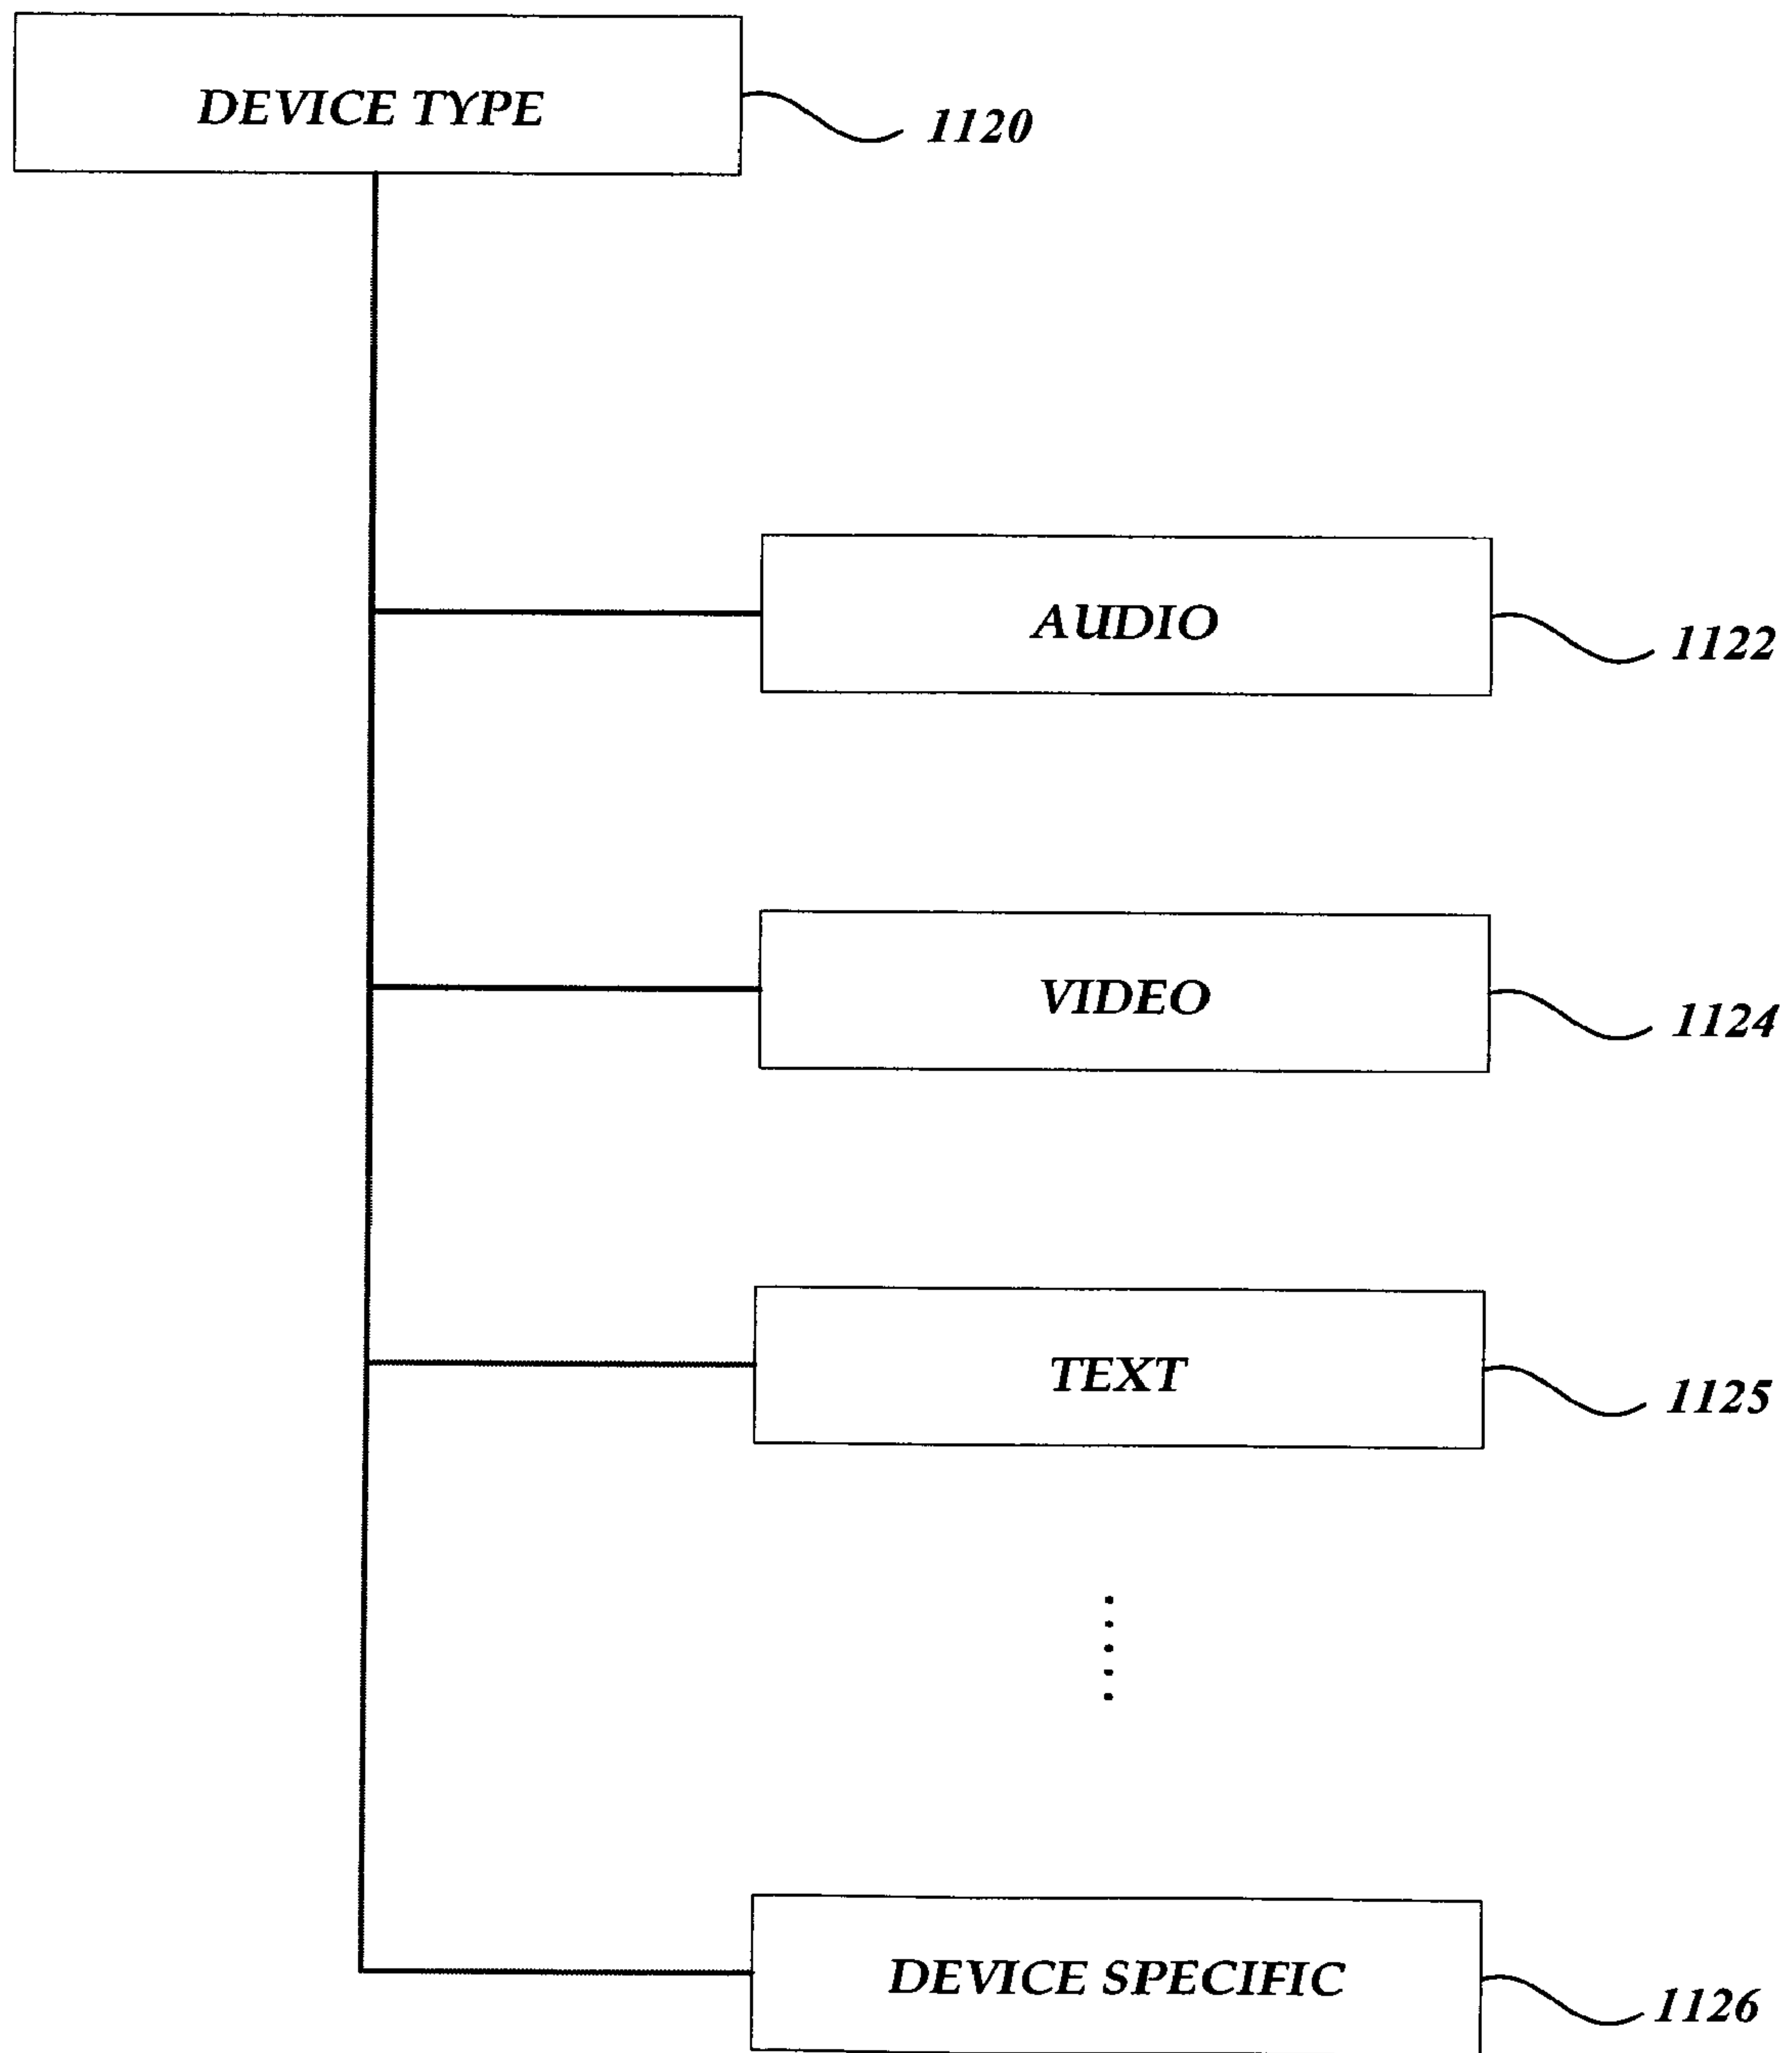 DEVICE TYPE
1120
AUDIO
1122
VIDEO
1124
TEXT
1125
DEVICE SPECIFIC
1126